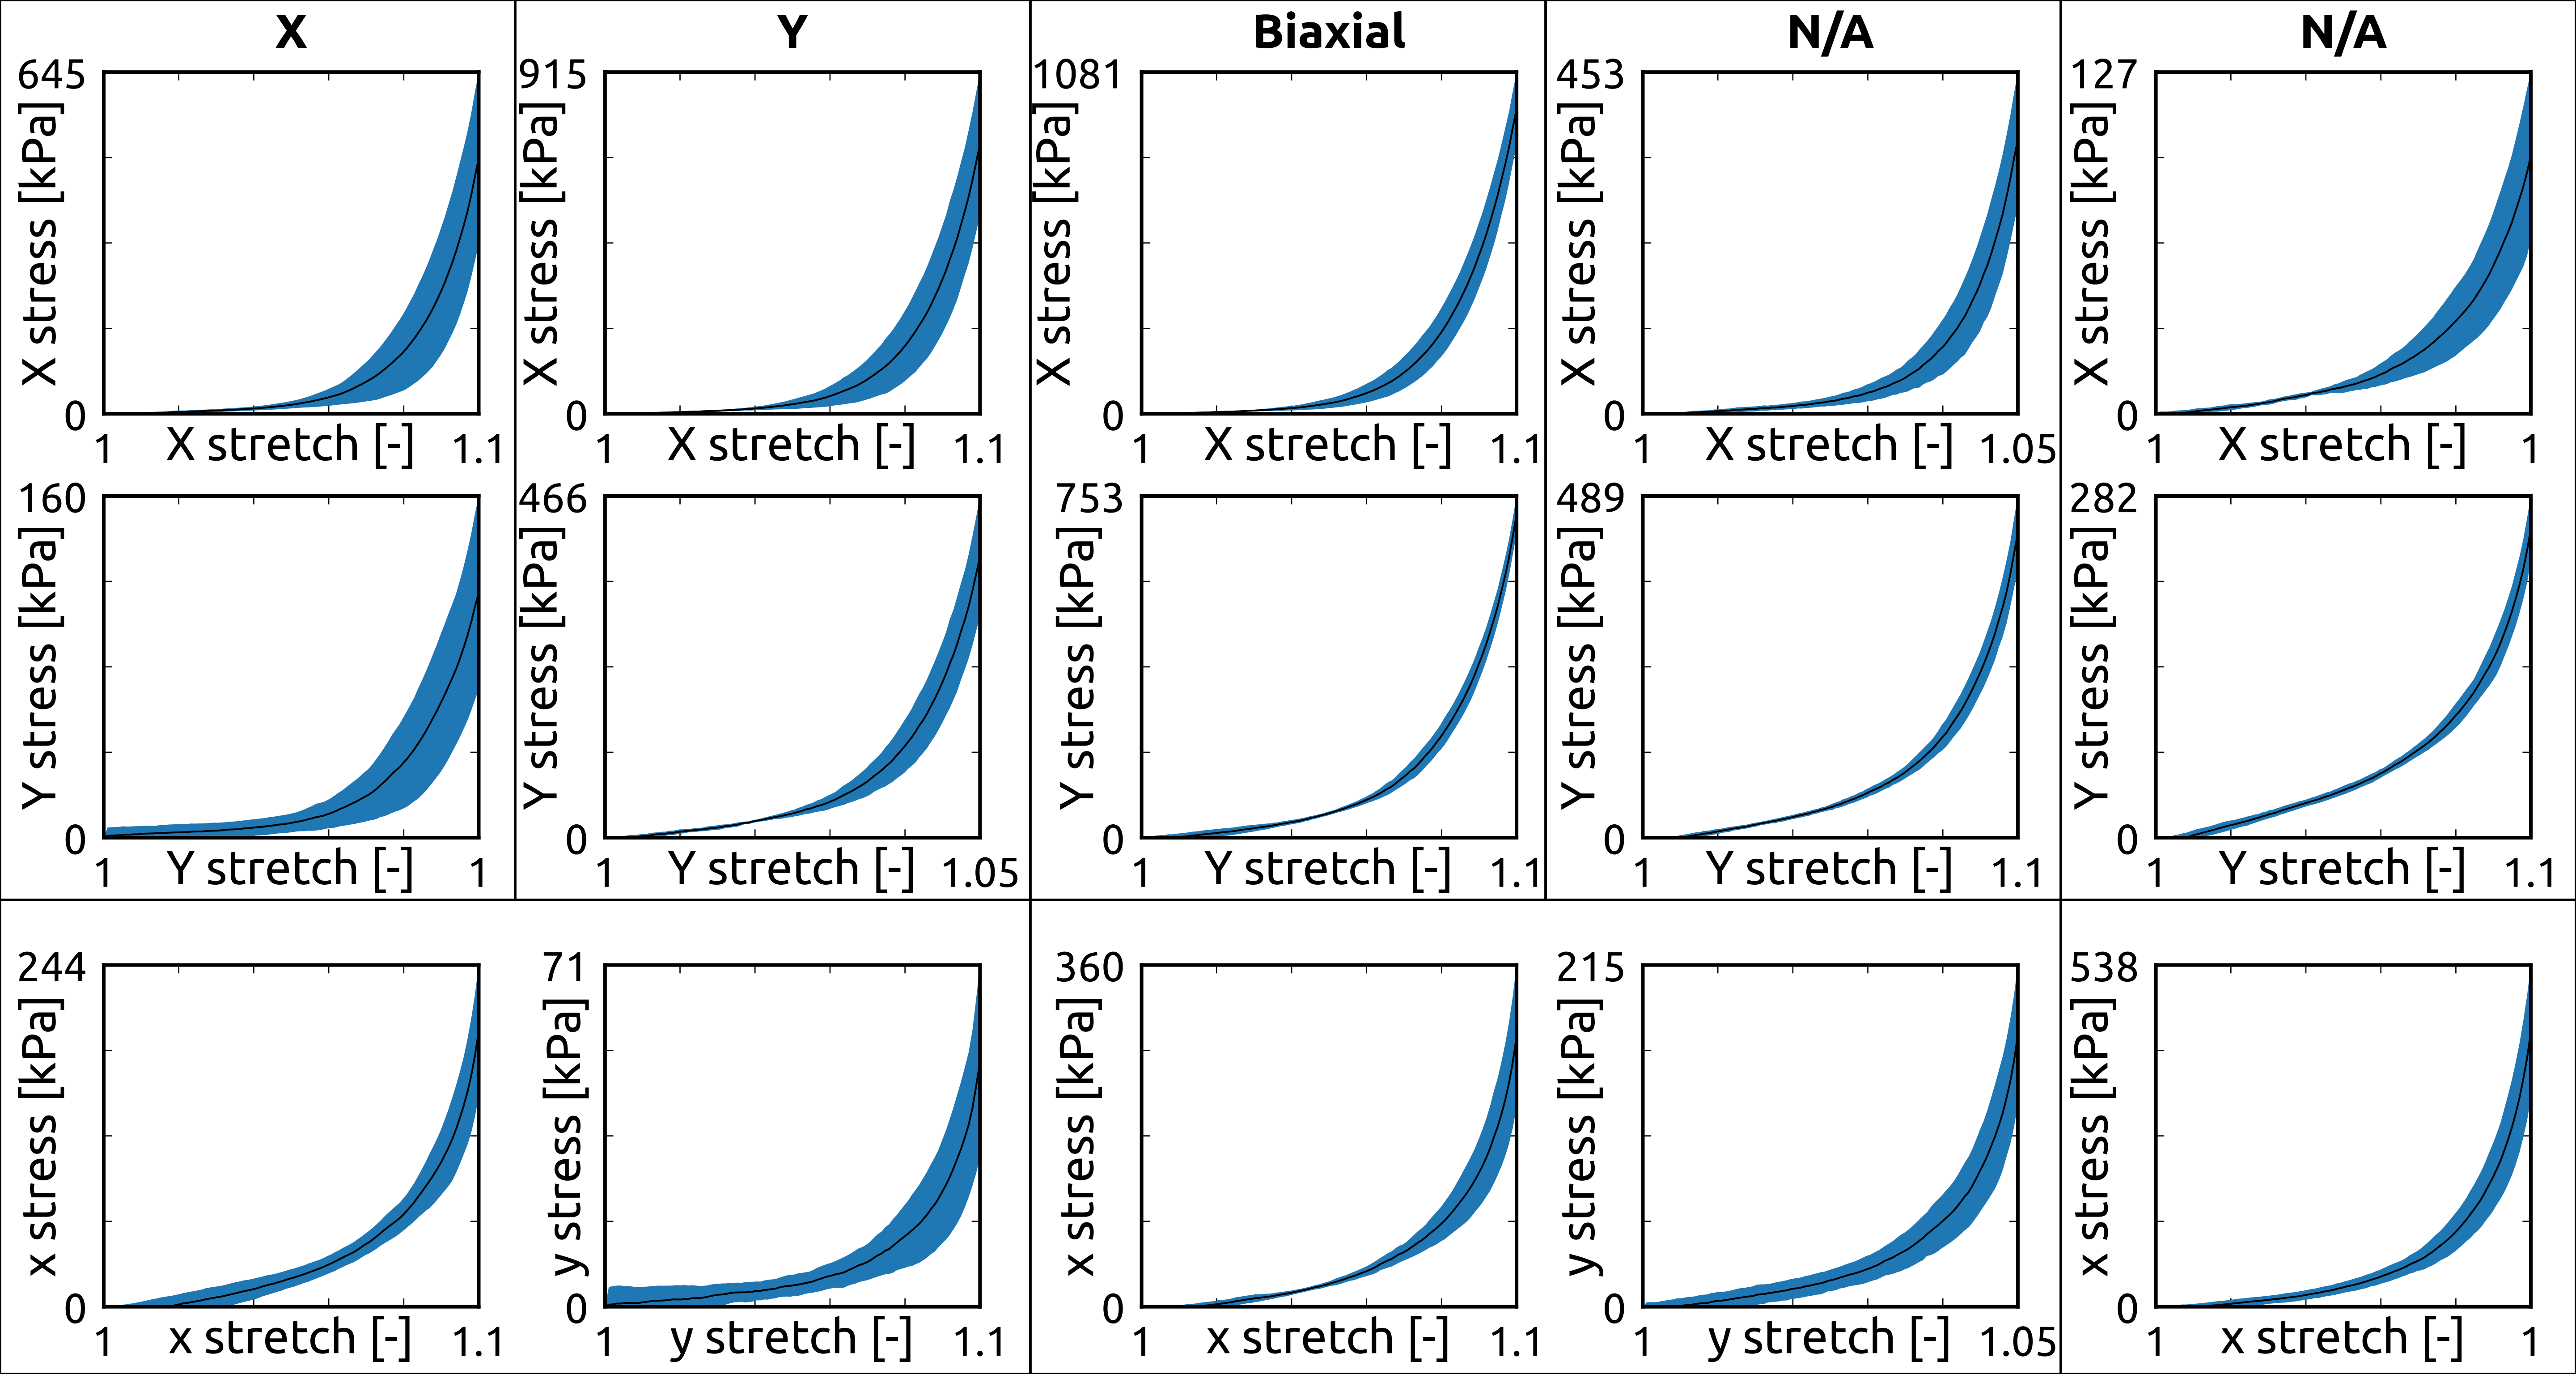 X
Y
Biaxial
N/A
N/A
645
X stress [kPa]
0
1
X stretch [-]
1.1
915
X stress [kPa]
0
1
X stretch [-]
1.1
1081
X stress [kPa]
0
1
X stretch [-]
1.1
453
X stress [kPa]
0
1
X stretch [-]
1.05
127
X stress [kPa]
0
1
X stretch [-]
1
160
Y stress [kPa]
0
1
Y stretch [-]
1
466
Y stress [kPa]
0
1
Y stretch [-]
1.05
753
Y stress [kPa]
0
1
Y stretch [-]
1.1
489
Y stress [kPa]
0
1
Y stretch [-]
1.1
282
Y stress [kPa]
0
1
Y stretch [-]
1.1
244
x stress [kPa]
0
1
x stretch [-]
1.1
71
y stress [kPa]
0
1
y stretch [-]
1.1
360
x stress [kPa]
0
1
x stretch [-]
1.1
215
y stress [kPa]
0
1
y stretch [-]
1.05
538
x stress [kPa]
0
1
x stretch [-]
1